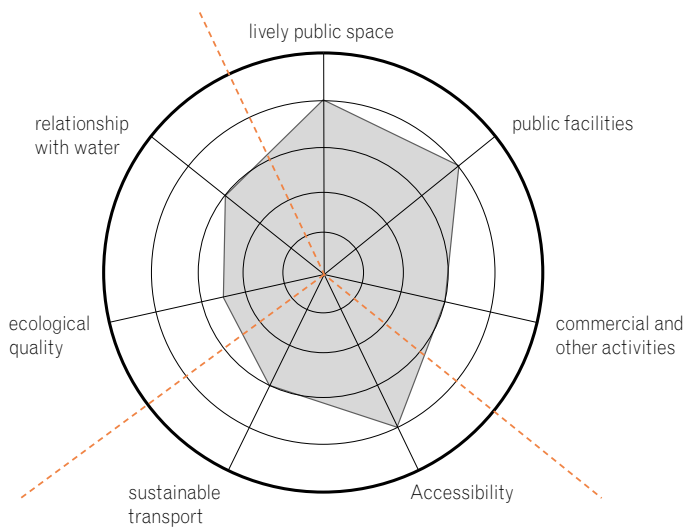 lively public space
relationship
with water
public facilities
ecological
quality
commercial and
other activities
sustainable
transport
Accessibility